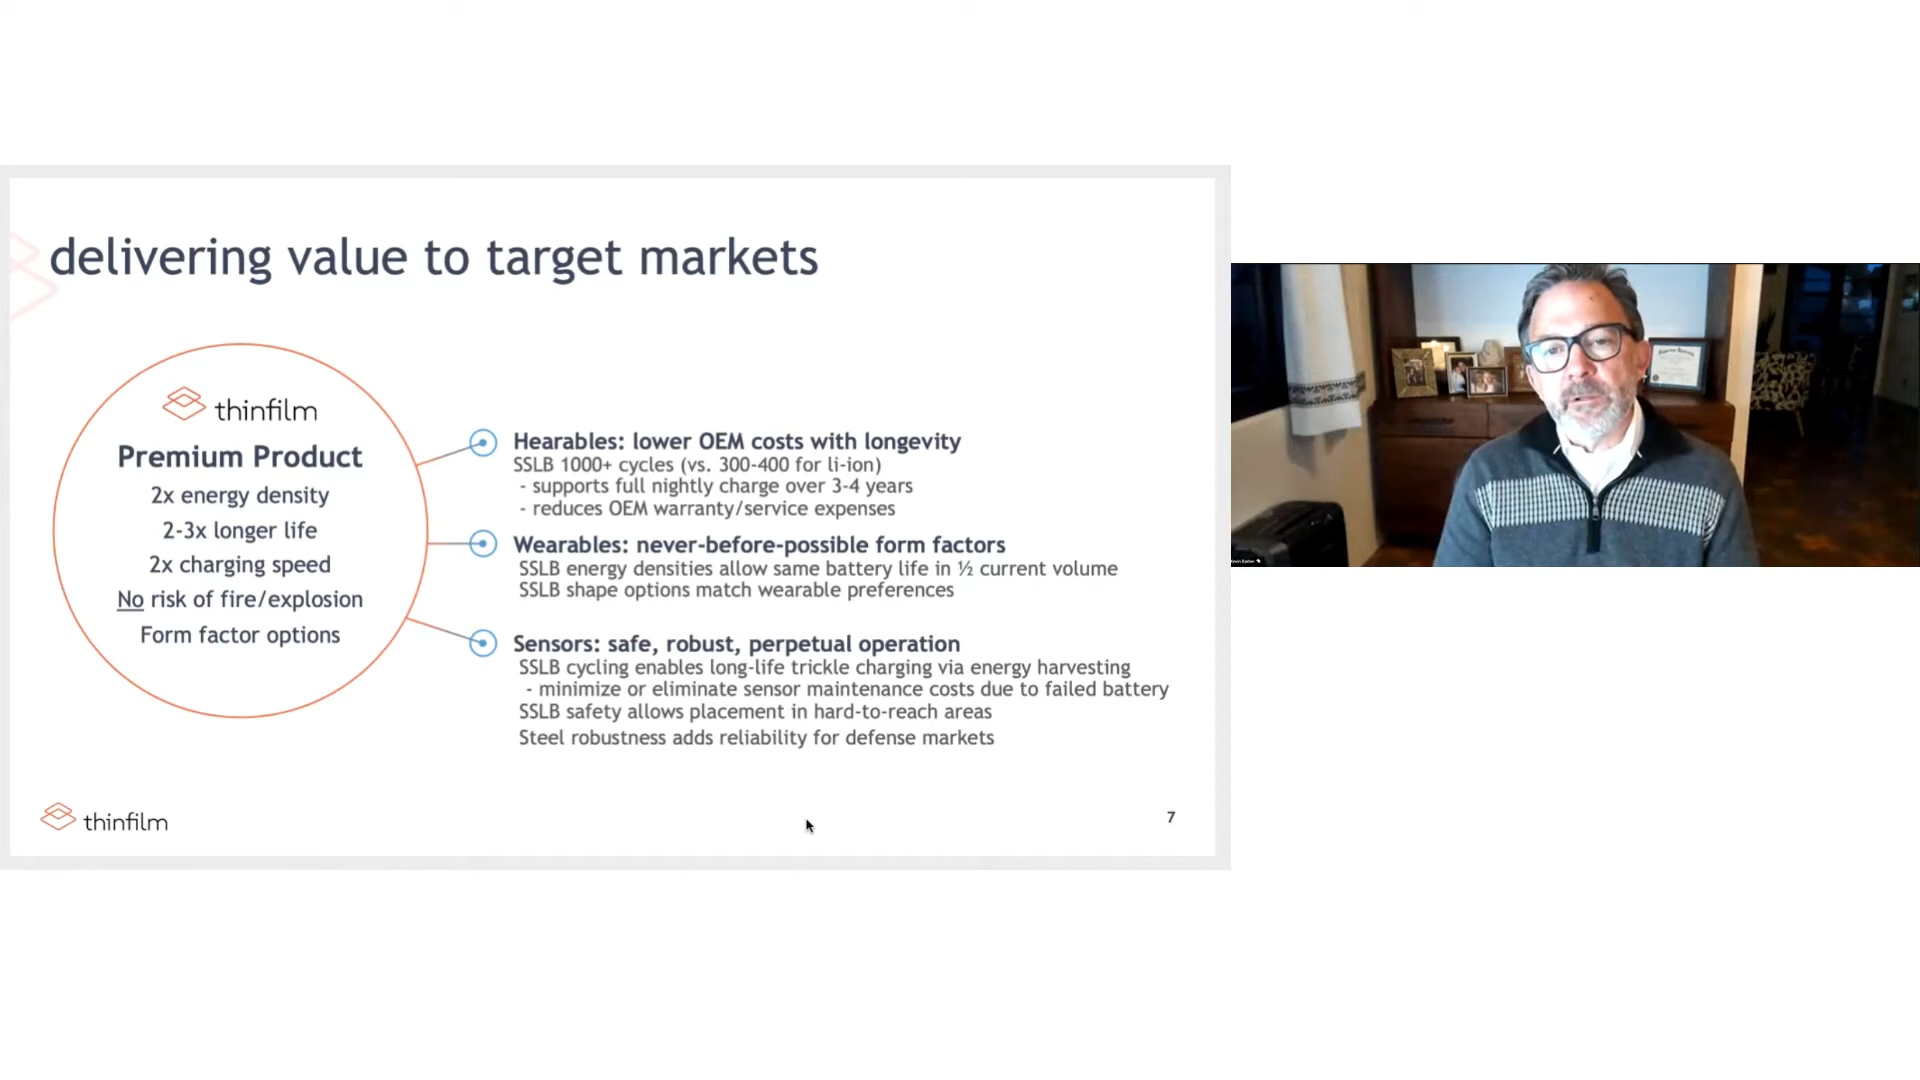 delivering value to target markets
thinfilm
Premium Product
2x energy density
2-3x longer life
2x charging speed
No risk of fire/explosion
Form factor options
Hearables: lower OEM costs with longevity
SSLB 1000+ cycles (vs. 300-400 for li-ion)
- supports full nightly charge over 3-4 years
- reduces OEM warranty/service expenses
Wearables: never-before-possible form factors
SSLB energy densities allow same battery life in ½ current volume
SSLB shape options match wearable preferences
Sensors: safe, robust, perpetual operation
SSLB cycling enables long-life trickle charging via energy harvesting
- minimize or eliminate sensor maintenance costs due to failed battery
SSLB safety allows placement in hard-to-reach areas
Steel robustness adds reliability for defense markets
thinfilm
7